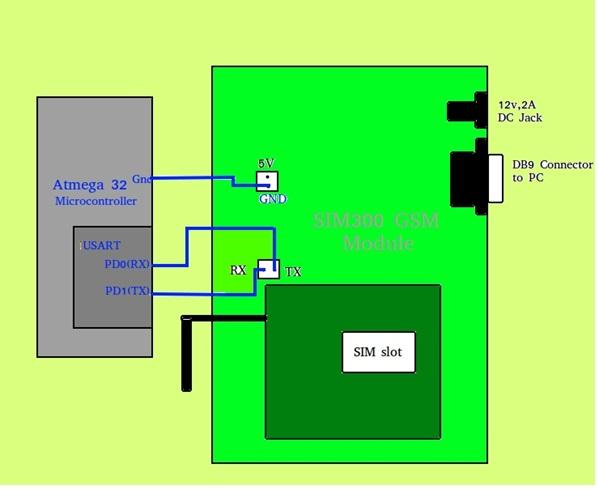 12v,2A
DC Jack
5V
DB9 Connector
to PC
Atmega 32
Gnd
Microcontroller
GND
SIM300 GSM
Module
USART
PD0(RX)
RX
TX
PD1(TX)
SIM slot